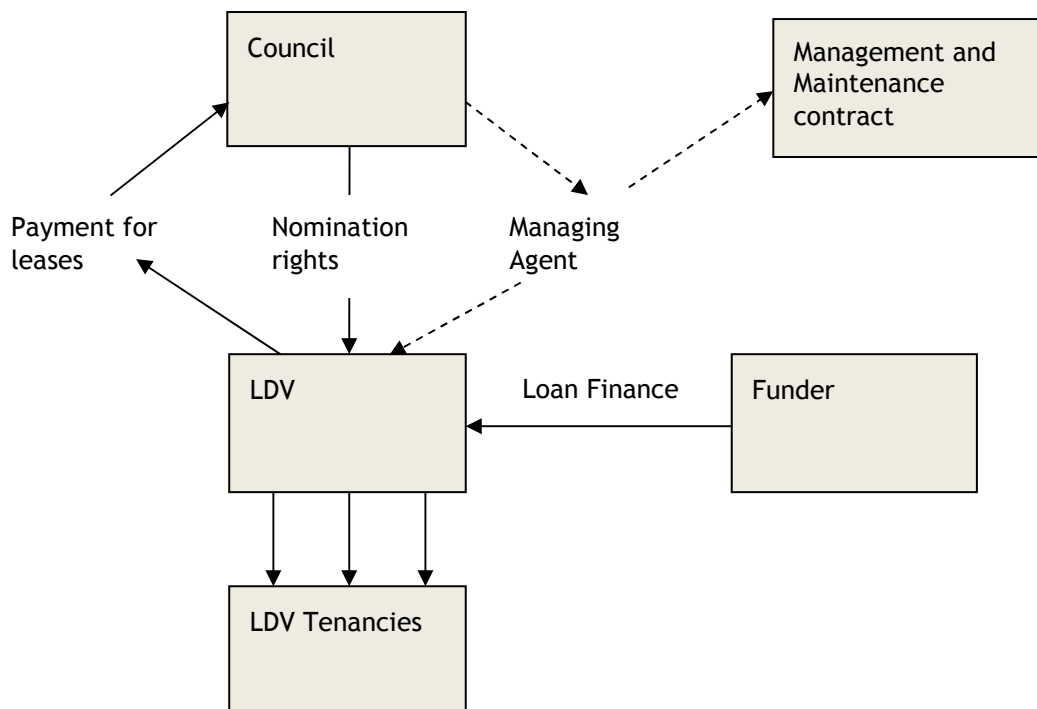 Council
Management and
Maintenance
contract
Payment for
leases
Nomination
rights
Managing
Agent
LDV
Loan Finance
Funder
LDV Tenancies